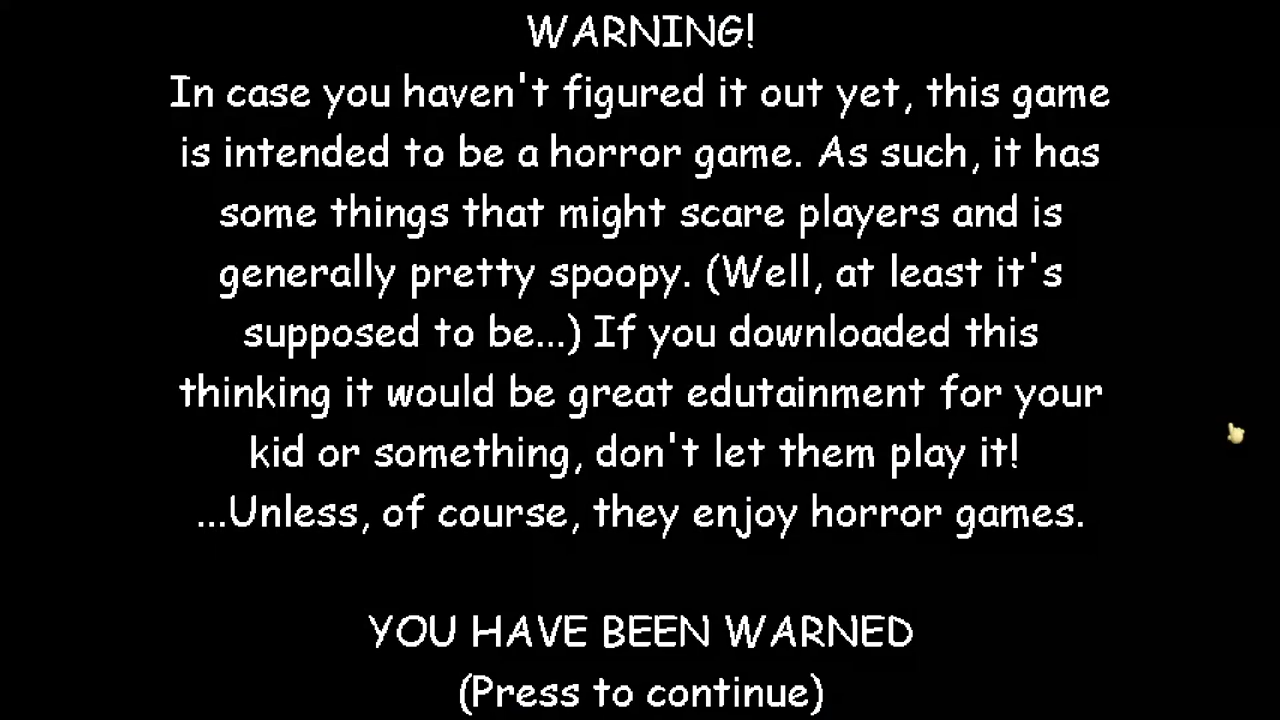 WARNING!
In case you haven't figured it out yet, this game
is intended to be a horror game. As such, it has
some things that might scare players and is
generally pretty spoopy. (Well, at least it's
supposed to be...) If you downloaded this
thinking it would be great edutainment for your
kid or something, don't let them play it!
...Unless, of course, they enjoy horror games.
YOU HAVE BEEN WARNED
(Press to continue)